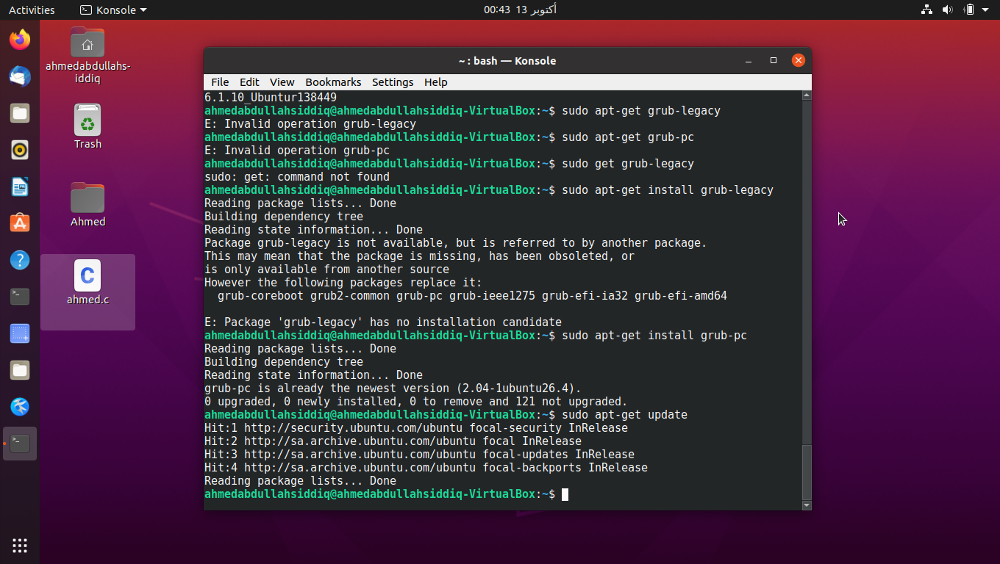 Activities
Konsole
00:43 13 أكتوبر
ahmedabdullahs-
iddiq
Trash
Ahmed
C
ahmed.c
~ : bash — Konsole
File Edit View Bookmarks Settings Help
6.1.10_Ubuntur138449
ahmedabdullahsiddiq@ahmedabdullahsiddiq-VirtualBox:~$ sudo apt-get grub-legacy
E: Invalid operation grub-legacy
ahmedabdullahsiddiq@ahmedabdullahsiddiq-VirtualBox:~$ sudo apt-get grub-pc
E: Invalid operation grub-pc
ahmedabdullahsiddiq@ahmedabdullahsiddiq-VirtualBox:~$ sudo get grub-legacy
sudo: get: command not found
ahmedabdullahsiddiq@ahmedabdullahsiddiq-VirtualBox:~$ sudo apt-get install grub-legacy
Reading package lists... Done
Building dependency tree
Reading state information... Done
Package grub-legacy is not available, but is referred to by another package.
This may mean that the package is missing, has been obsoleted, or
is only available from another source
However the following packages replace it:
  grub-coreboot grub2-common grub-pc grub-ieee1275 grub-efi-ia32 grub-efi-amd64
E: Package 'grub-legacy' has no installation candidate
ahmedabdullahsiddiq@ahmedabdullahsiddiq-VirtualBox:~$ sudo apt-get install grub-pc
Reading package lists... Done
Building dependency tree
Reading state information... Done
grub-pc is already the newest version (2.04-1ubuntu26.4).
0 upgraded, 0 newly installed, 0 to remove and 121 not upgraded.
ahmedabdullahsiddiq@ahmedabdullahsiddiq-VirtualBox:~$ sudo apt-get update
Hit:1 http://security.ubuntu.com/ubuntu focal-security InRelease
Hit:2 http://sa.archive.ubuntu.com/ubuntu focal InRelease
Hit:3 http://sa.archive.ubuntu.com/ubuntu focal-updates InRelease
Hit:4 http://sa.archive.ubuntu.com/ubuntu focal-backports InRelease
Reading package lists... Done
ahmedabdullahsiddiq@ahmedabdullahsiddiq-VirtualBox:~$